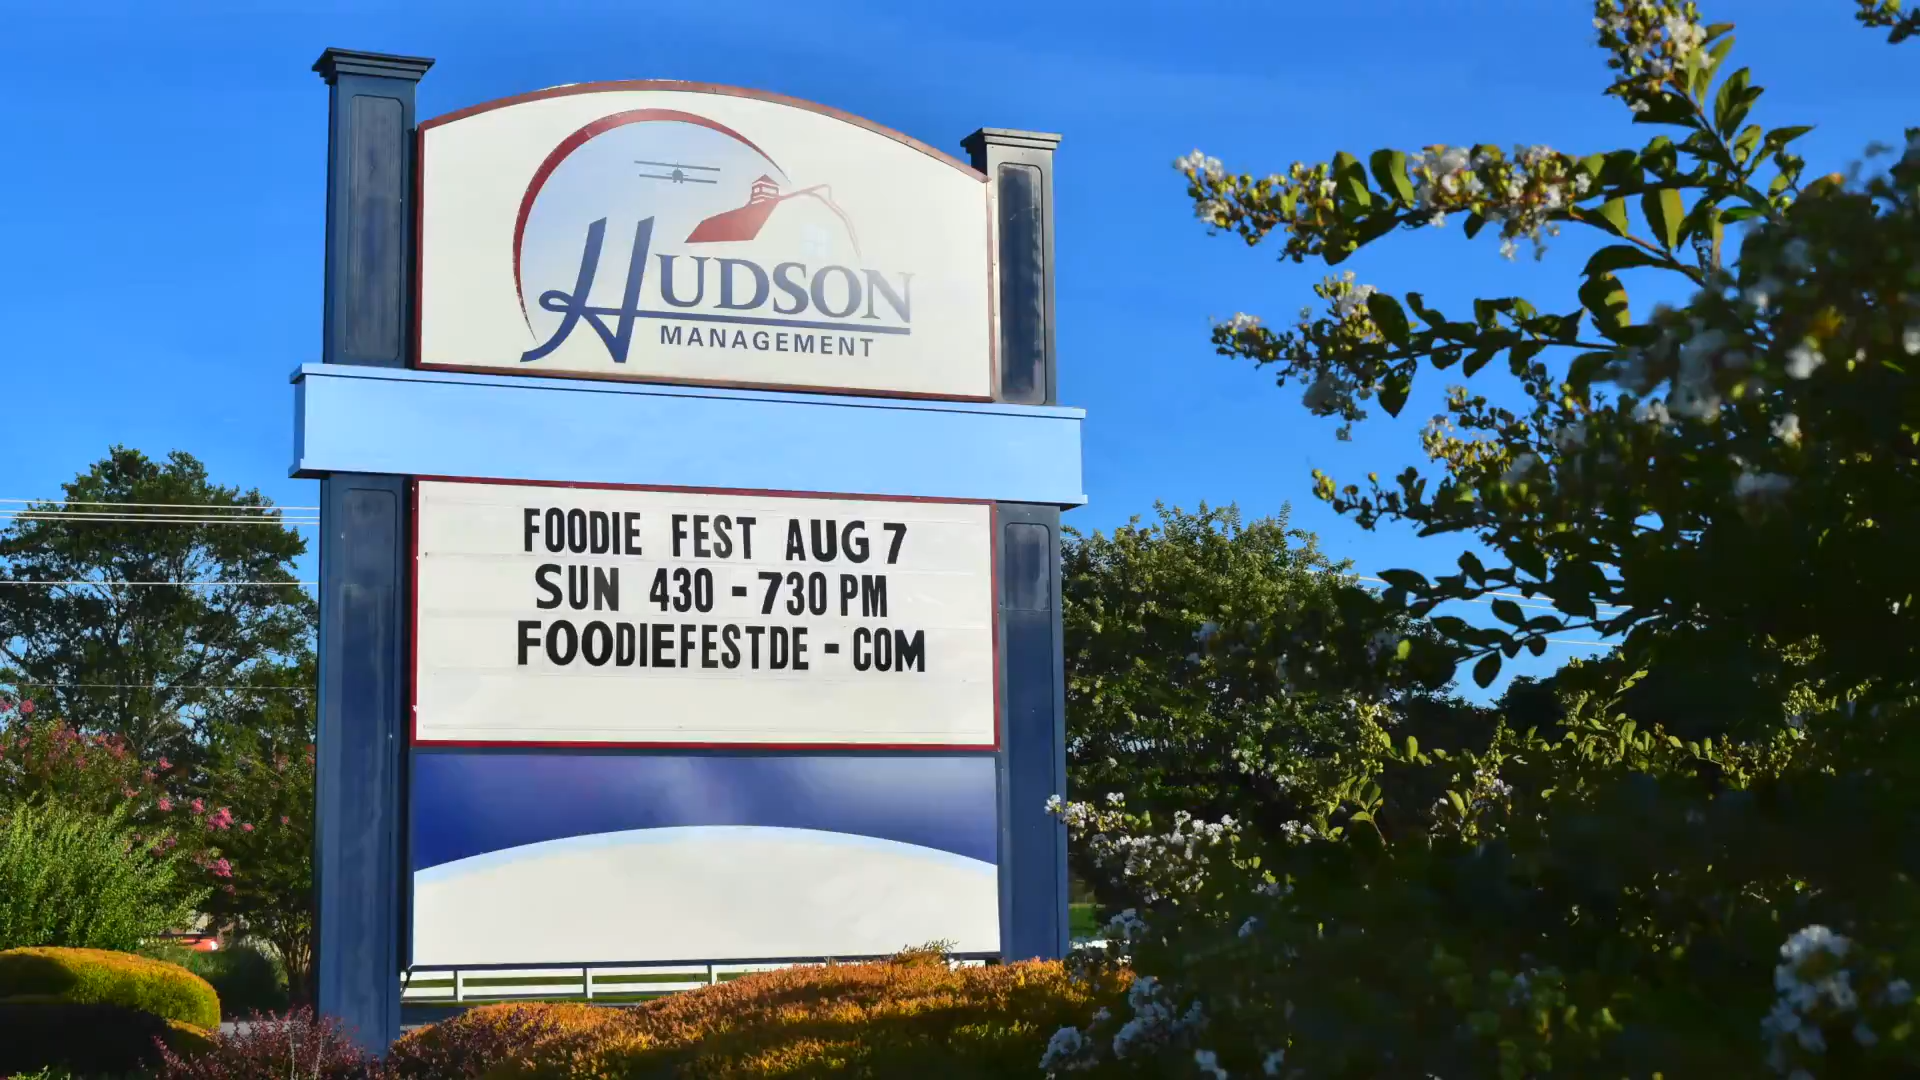 HUDSON
MANAGEMENT
FOODIE FEST AUG 7
SUN 430 - 730 PM
FOODIEFESTDE - COM